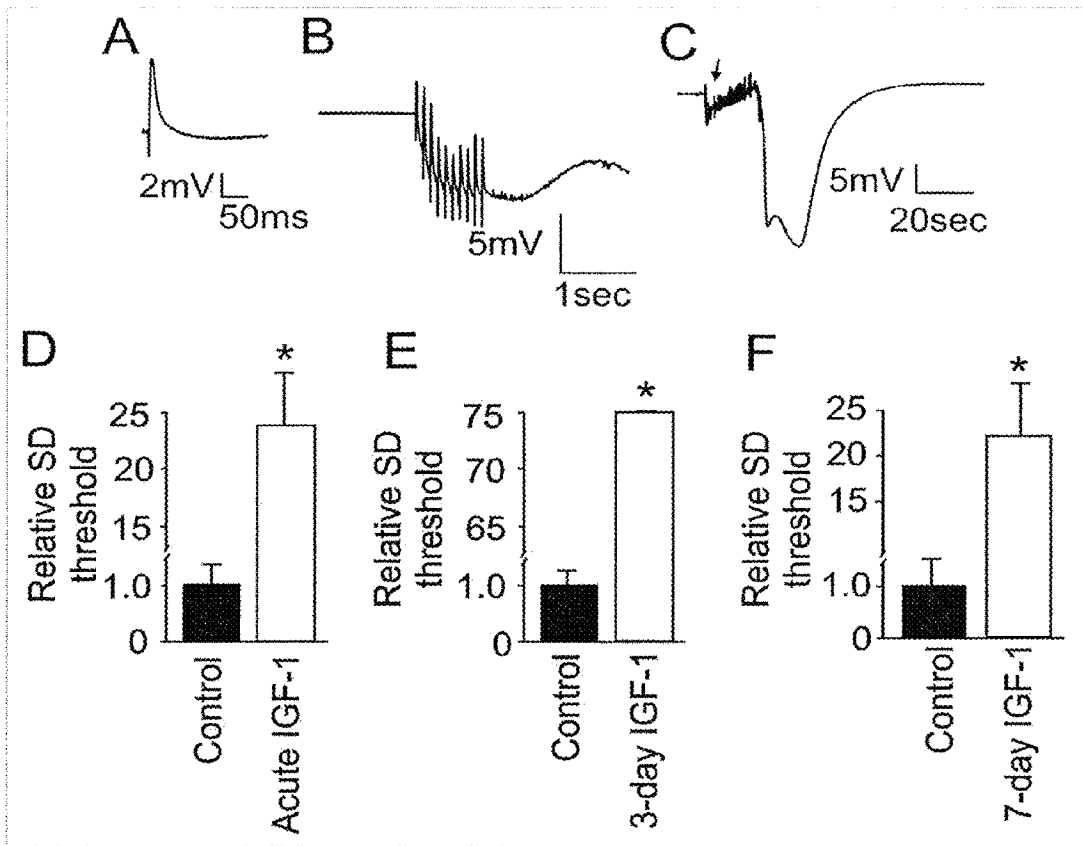 A
B
C
2mV
50ms
5mV
1sec
5mV
20sec
D
E
F
*
*
*
Relative SD
threshold
25
20
15
1.0
0
Control
Acute IGF-1
Relative SD
threshold
75
70
65
1.0
0
Control
3-day IGF-1
Relative SD
threshold
25
22
15
1.0
0
Control
7-day IGF-1